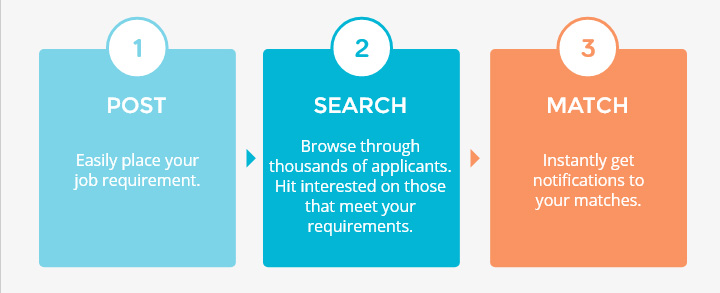 1
POST
Easily place your
job requirement.
2
SEARCH
Browse through
thousands of applicants.
Hit interested on those
that meet your
requirements.
3
MATCH
Instantly get
notifications to
your matches.